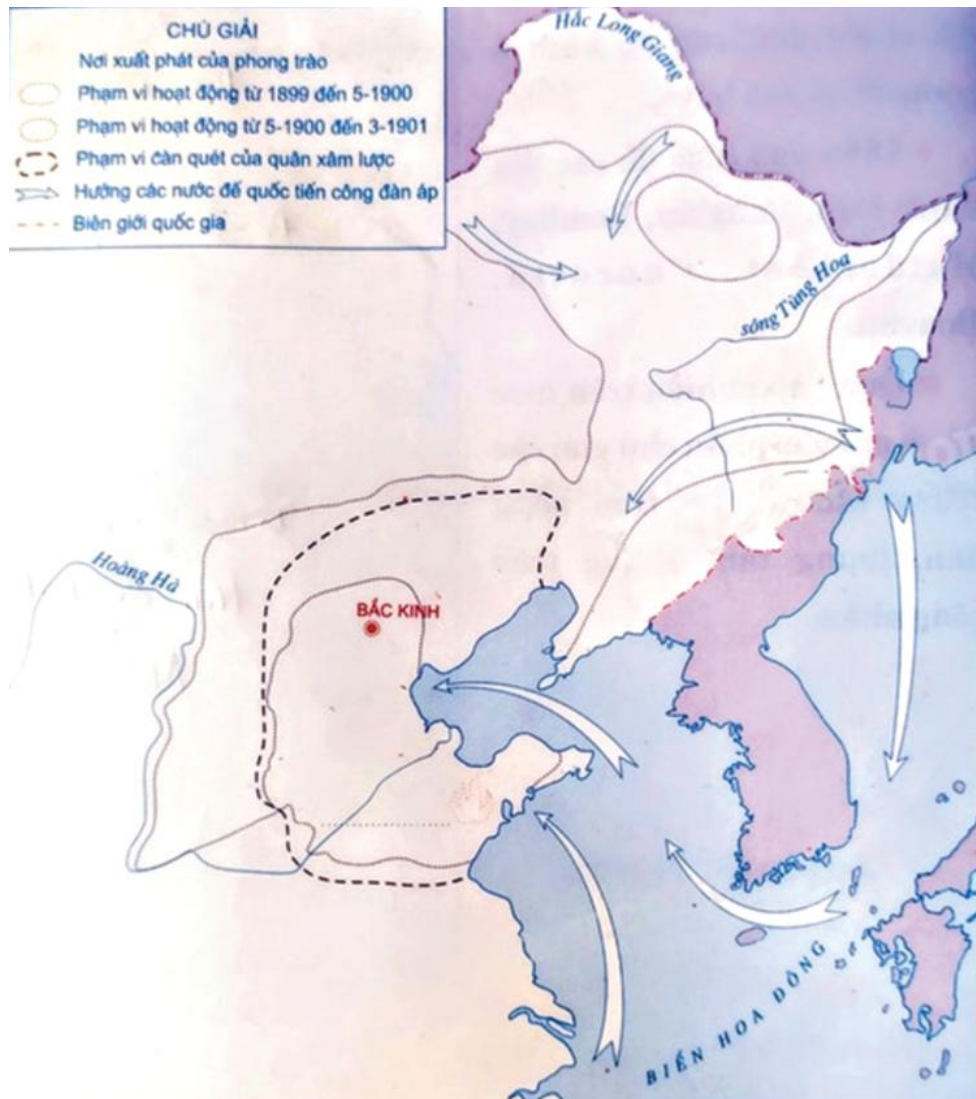 CHÚ GIẢI
Nơi xuất phát của phong trào
Phạm vi hoạt động từ 1899 đến 5-1900
Phạm vi hoạt động từ 5-1900 đến 3-1901
Phạm vi càn quét của quân xâm lược
Hướng các nước đế quốc tiến công đàn áp
Biên giới quốc gia
Hắc Long Giang
sông Tùng Hoa
Hoàng Hà
BẮC KINH
BIỂN HOA ĐÔNG